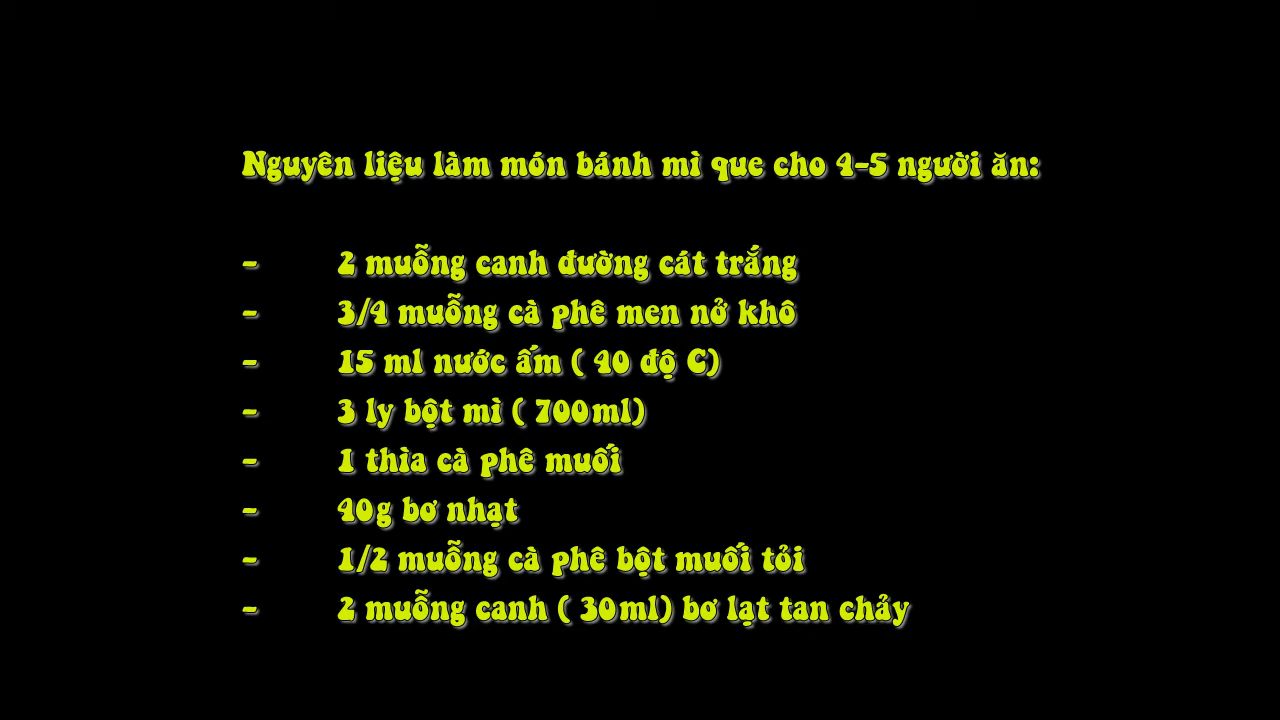 Nguyên liệu làm món bánh mì que cho 4-5 người ăn:
- 2 muỗng canh đường cát trắng
- 3/4 muỗng cà phê men nở khô
- 15 ml nước ấm ( 40 độ C)
- 3 ly bột mì ( 700ml)
- 1 thìa cà phê muối
- 40g bơ nhạt
- 1/2 muỗng cà phê bột muối tỏi
- 2 muỗng canh ( 30ml) bơ lạt tan chảy